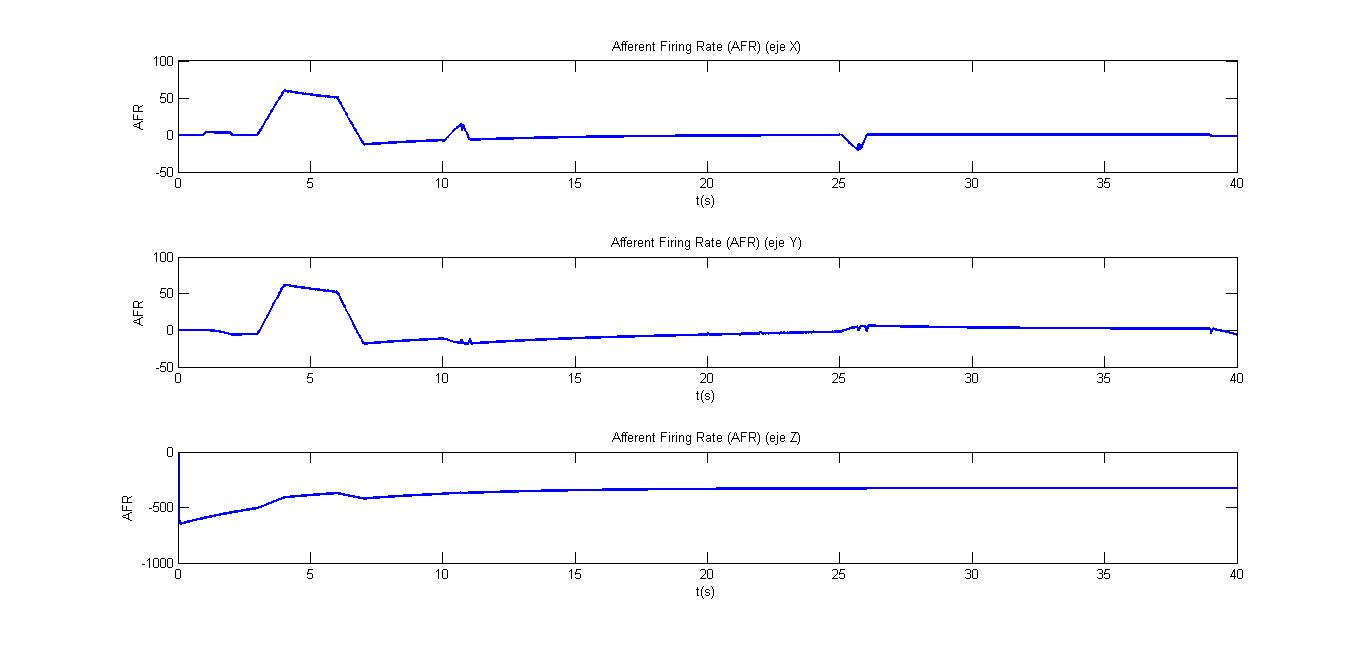 Afferent Firing Rate (AFR) (eje X)
100
50
0
-50
AFR
0 5 10 15 20 25 30 35 40
t(s)
Afferent Firing Rate (AFR) (eje Y)
100
50
0
-50
AFR
0 5 10 15 20 25 30 35 40
t(s)
Afferent Firing Rate (AFR) (eje Z)
0
-500
-1000
AFR
0 5 10 15 20 25 30 35 40
t(s)